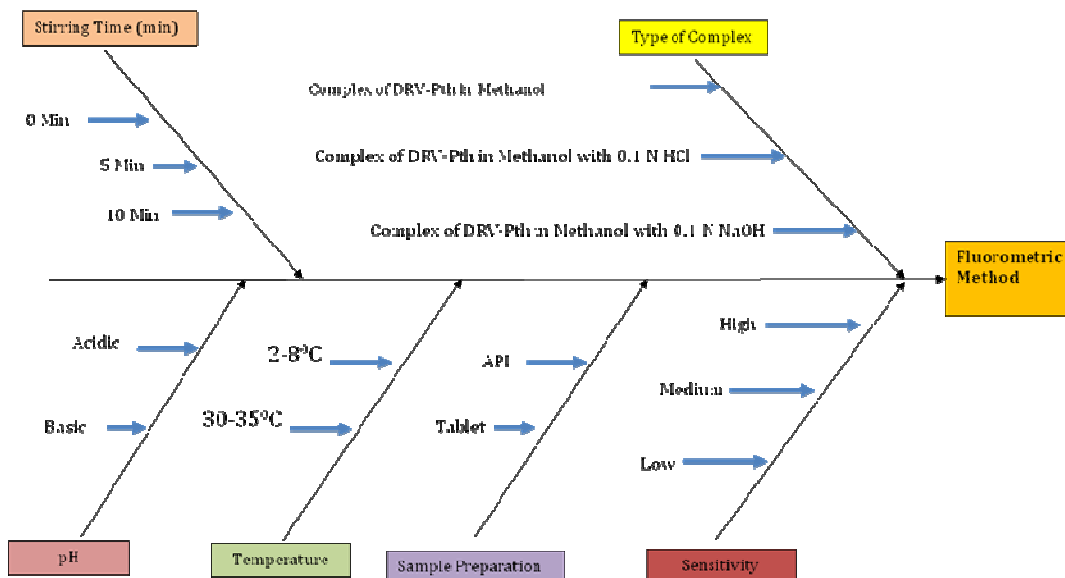 Stirring Time (min)
Type of Complex
Complex of DRV-Pth in Methanol
0 Min
5 Min
Complex of DRV-Pth in Methanol with 0.1 N HCl
10 Min
Complex of DRV-Pth in Methanol with 0.1 N NaOH
Fluorometric
Method
High
Acidic
2-8⁰C
API
Medium
Basic
30-35⁰C
Tablet
Low
pH
Temperature
Sample Preparation
Sensitivity